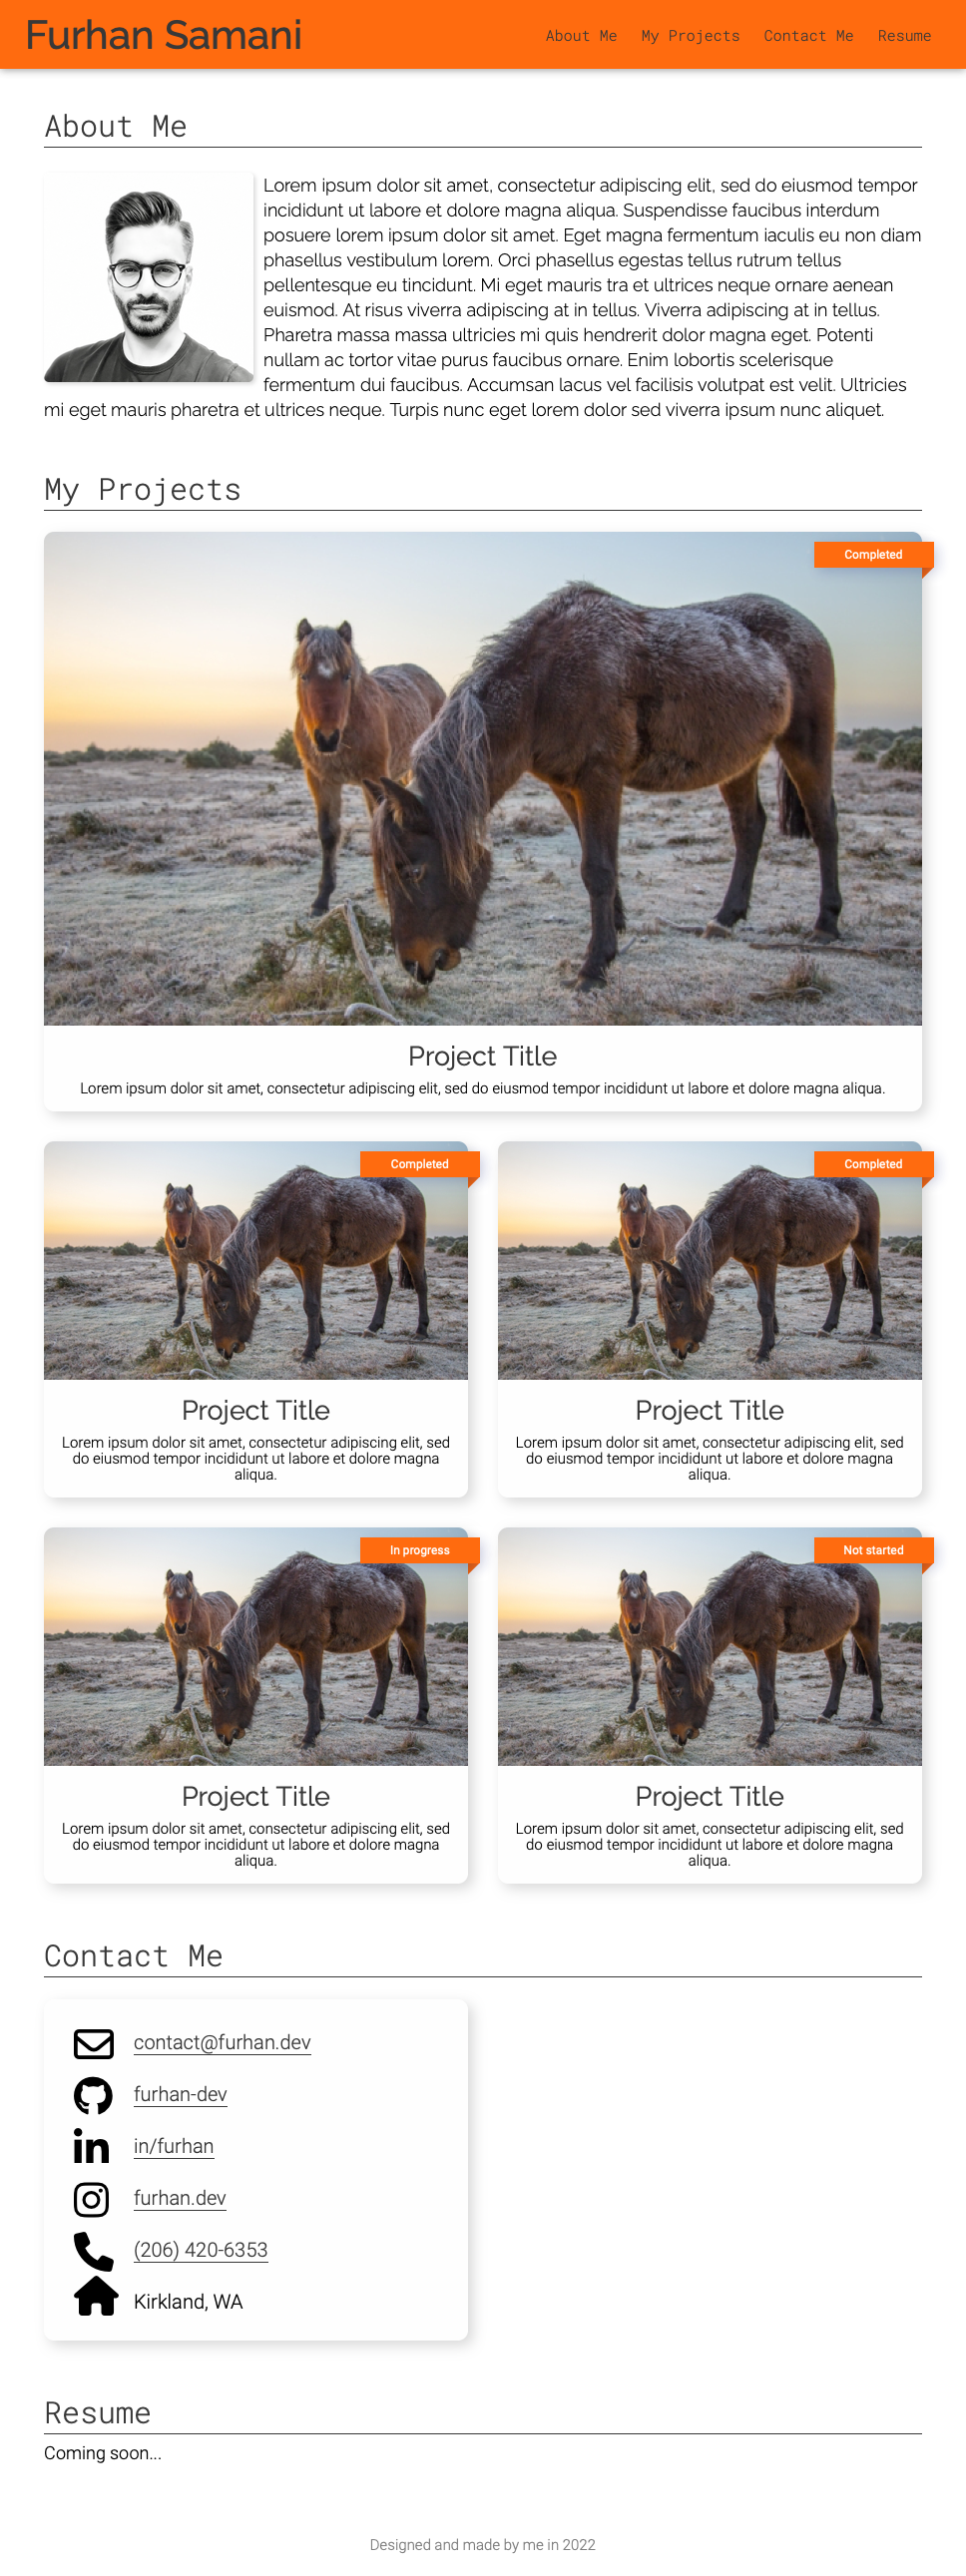 Furhan Samani
About Me My Projects Contact Me Resume
About Me
Lorem ipsum dolor sit amet, consectetur adipiscing elit, sed do eiusmod tempor
incididunt ut labore et dolore magna aliqua. Suspendisse faucibus interdum
posuere lorem ipsum dolor sit amet. Eget magna fermentum iaculis eu non diam
phasellus vestibulum lorem. Orci phasellus egestas tellus rutrum tellus
pellentesque eu tincidunt. Mi eget mauris tra et ultrices neque ornare aenean
euismod. At risus viverra adipiscing at in tellus. Viverra adipiscing at in tellus.
Pharetra massa massa ultricies mi quis hendrerit dolor magna eget. Potenti
nullam ac tortor vitae purus faucibus ornare. Enim lobortis scelerisque
fermentum dui faucibus. Accumsan lacus vel facilisis volutpat est velit. Ultricies
mi eget mauris pharetra et ultrices neque. Turpis nunc eget lorem dolor sed viverra ipsum nunc aliquet.
My Projects
Completed
Project Title
Lorem ipsum dolor sit amet, consectetur adipiscing elit, sed do eiusmod tempor incididunt ut labore et dolore magna aliqua.
Completed
Project Title
Lorem ipsum dolor sit amet, consectetur adipiscing elit, sed
do eiusmod tempor incididunt ut labore et dolore magna
aliqua.
Completed
Project Title
Lorem ipsum dolor sit amet, consectetur adipiscing elit, sed
do eiusmod tempor incididunt ut labore et dolore magna
aliqua.
In progress
Project Title
Lorem ipsum dolor sit amet, consectetur adipiscing elit, sed
do eiusmod tempor incididunt ut labore et dolore magna
aliqua.
Not started
Project Title
Lorem ipsum dolor sit amet, consectetur adipiscing elit, sed
do eiusmod tempor incididunt ut labore et dolore magna
aliqua.
Contact Me
contact@furhan.dev
furhan-dev
in/furhan
furhan.dev
(206) 420-6353
Kirkland, WA
Resume
Coming soon...
Designed and made by me in 2022